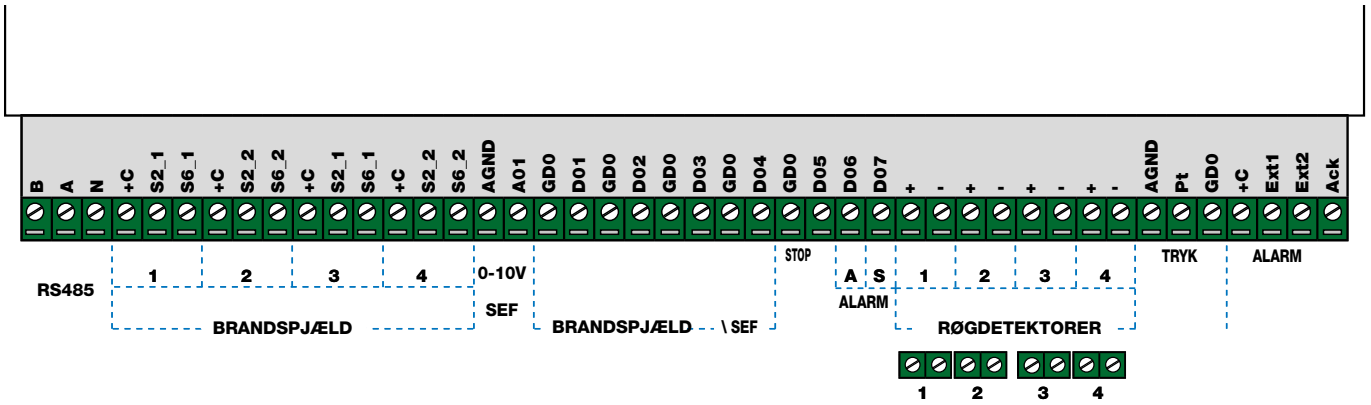 B A N +C S2_1 S6_1 +C S2_2 S6_2 +C S2_1 S6_1 +C S2_2 S6_2 AGND A01 GD0 D01 GD0 D02 GD0 D03 GD0 D04 GD0 D05 D06 D07 + - + - + - + - AGND Pt GD0 +C Ext1 Ext2 Ack
STOP TRYK ALARM
RS485 1 2 3 4 0-10V A S 1 2 3 4
SEF ALARM
BRANDSPJÆLD BRANDSPJÆLD \ SEF RØGDETEKTORER
1 2 3 4